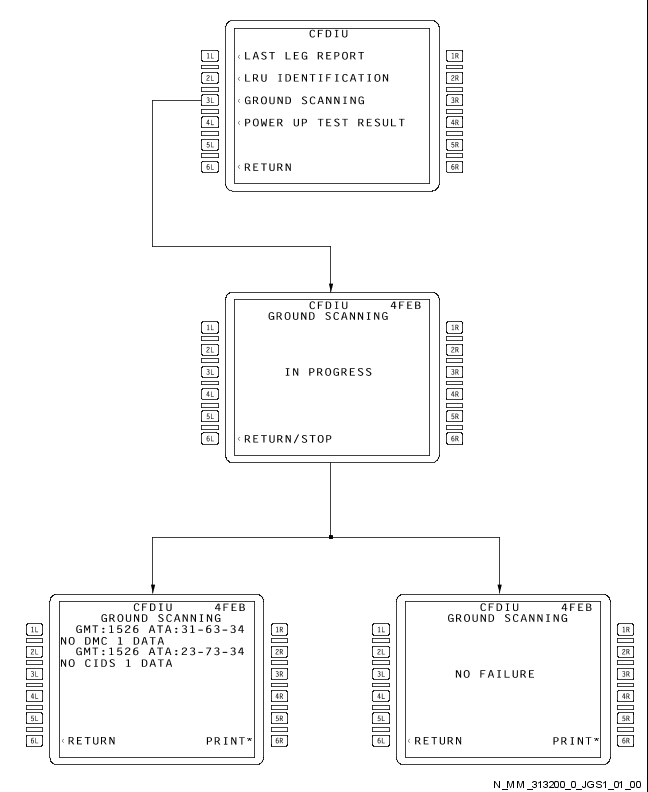 CFDIU
1L ‹LAST LEG REPORT 1R
2L ‹LRU IDENTIFICATION 2R
3L ‹GROUND SCANNING 3R
4L ‹POWER UP TEST RESULT 4R
5L 5R
6L ‹RETURN 6R
CFDIU 4FEB
GROUND SCANNING
1L 1R
2L 2R
3L IN PROGRESS 3R
4L 4R
5L 5R
6L ‹RETURN/STOP 6R
CFDIU 4FEB
GROUND SCANNING
1L GMT:1526 ATA:31-63-34 1R
NO DMC 1 DATA
2L GMT:1526 ATA:23-73-34 2R
NO CIDS 1 DATA
3L 3R
4L 4R
5L 5R
6L ‹RETURN PRINT* 6R
CFDIU 4FEB
GROUND SCANNING
1L 1R
2L 2R
3L NO FAILURE 3R
4L 4R
5L 5R
6L ‹RETURN PRINT* 6R
N_MM_313200_0_JGS1_01_00